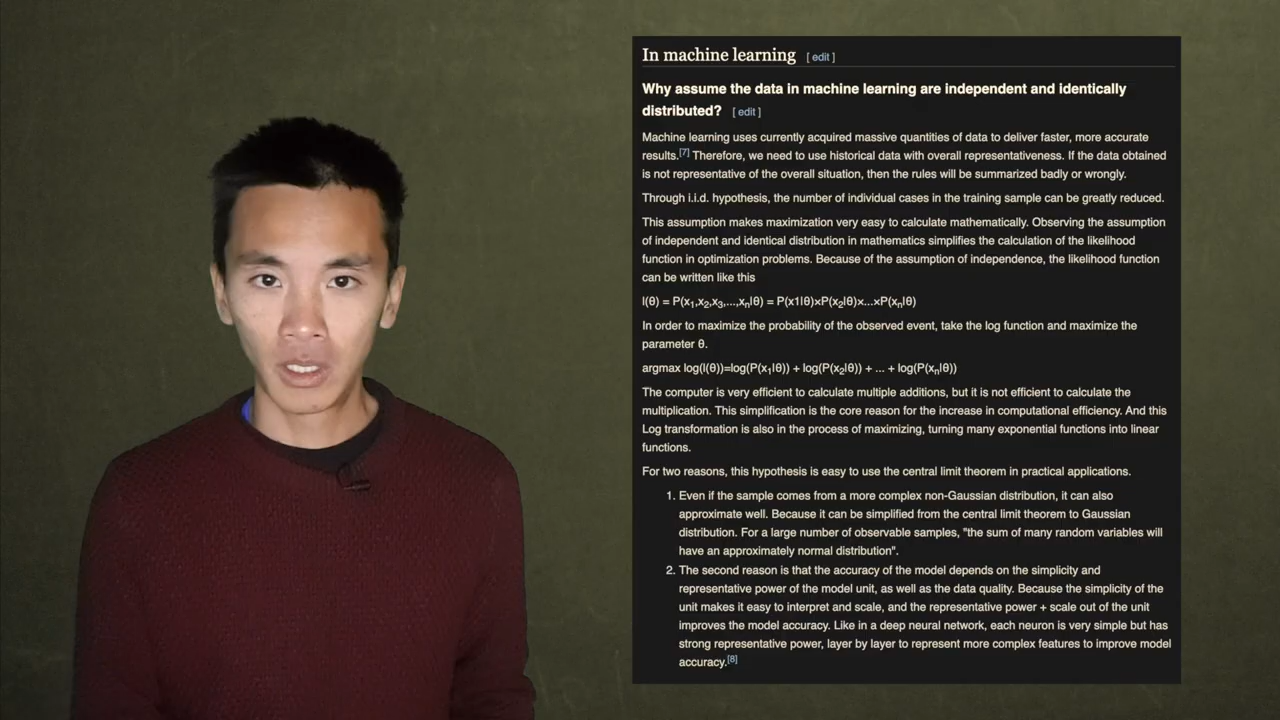 In machine learning [ edit ]
Why assume the data in machine learning are independent and identically
distributed? [ edit ]
Machine learning uses currently acquired massive quantities of data to deliver faster, more accurate
results.[7] Therefore, we need to use historical data with overall representativeness. If the data obtained
is not representative of the overall situation, then the rules will be summarized badly or wrongly.
Through i.i.d. hypothesis, the number of individual cases in the training sample can be greatly reduced.
This assumption makes maximization very easy to calculate mathematically. Observing the assumption
of independent and identical distribution in mathematics simplifies the calculation of the likelihood
function in optimization problems. Because of the assumption of independence, the likelihood function
can be written like this
l(θ) = P(x₁,x₂,x₃,...,xₙ|θ) = P(x1|θ)×P(x₂|θ)×...×P(xₙ|θ)
In order to maximize the probability of the observed event, take the log function and maximize the
parameter θ.
argmax log(l(θ))=log(P(x₁|θ)) + log(P(x₂|θ)) + ... + log(P(xₙ|θ))
The computer is very efficient to calculate multiple additions, but it is not efficient to calculate the
multiplication. This simplification is the core reason for the increase in computational efficiency. And this
Log transformation is also in the process of maximizing, turning many exponential functions into linear
functions.
For two reasons, this hypothesis is easy to use the central limit theorem in practical applications.
1. Even if the sample comes from a more complex non-Gaussian distribution, it can also
approximate well. Because it can be simplified from the central limit theorem to Gaussian
distribution. For a large number of observable samples, "the sum of many random variables will
have an approximately normal distribution".
2. The second reason is that the accuracy of the model depends on the simplicity and
representative power of the model unit, as well as the data quality. Because the simplicity of the
unit makes it easy to interpret and scale, and the representative power + scale out of the unit
improves the model accuracy. Like in a deep neural network, each neuron is very simple but has
strong representative power, layer by layer to represent more complex features to improve model
accuracy.[8]